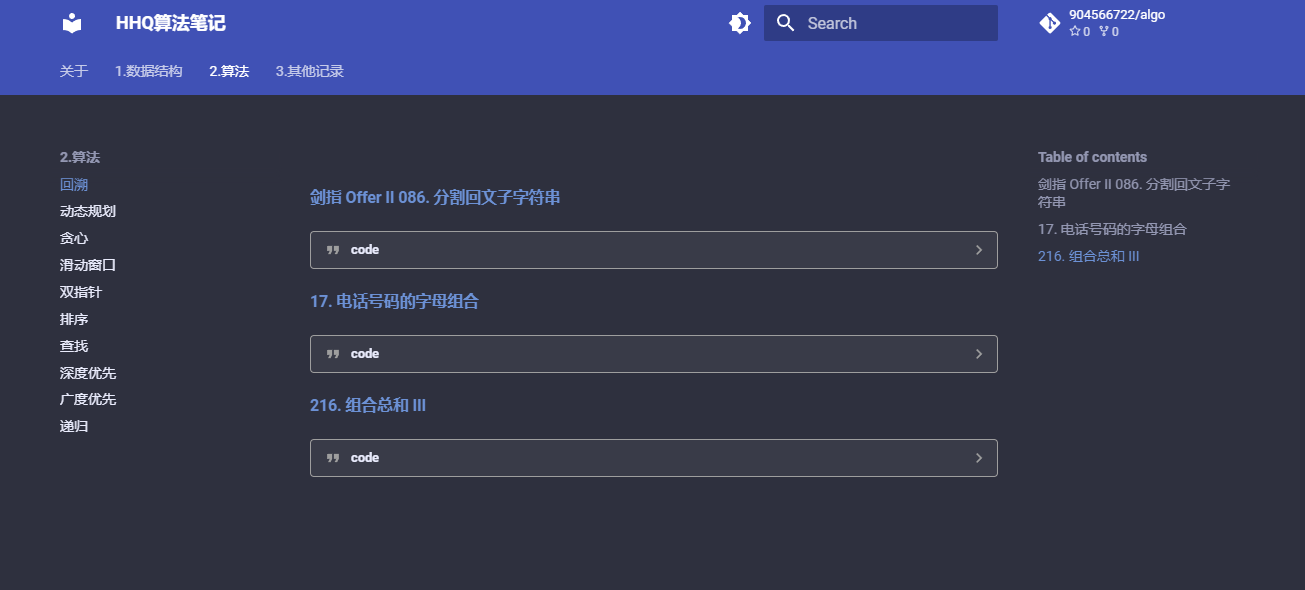 HHQ算法笔记
Search
904566722/algo
0 0
关于 1.数据结构 2.算法 3.其他记录
2.算法
回溯
动态规划
贪心
滑动窗口
双指针
排序
查找
深度优先
广度优先
递归
剑指 Offer II 086. 分割回文子字符串
code
17. 电话号码的字母组合
code
216. 组合总和 III
code
Table of contents
剑指 Offer II 086. 分割回文子字
符串
17. 电话号码的字母组合
216. 组合总和 III